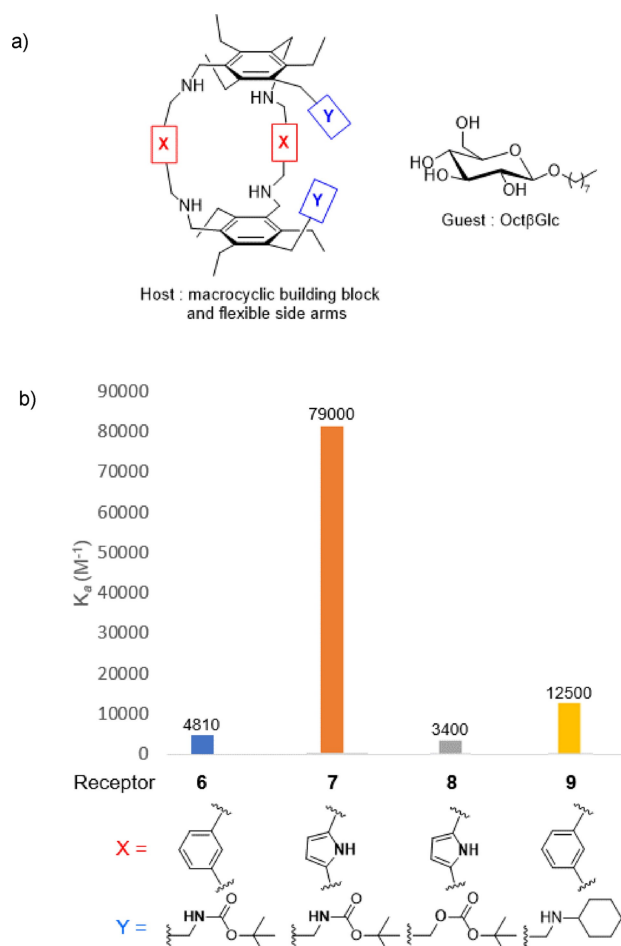 a)
NH
HN
X
X
Y
Y
NH
HN
Host : macrocyclic building block
and flexible side arms
OH
HO
HO
OH
O
O
7
Guest : OctβGlc
b)
90000
80000
70000
60000
50000
40000
30000
20000
10000
0
Ka (M-1)
4810
79000
3400
12500
Receptor 6 7 8 9
X =
NH
NH
Y =
H
N
O
O
H
N
O
O
O
O
O
HN